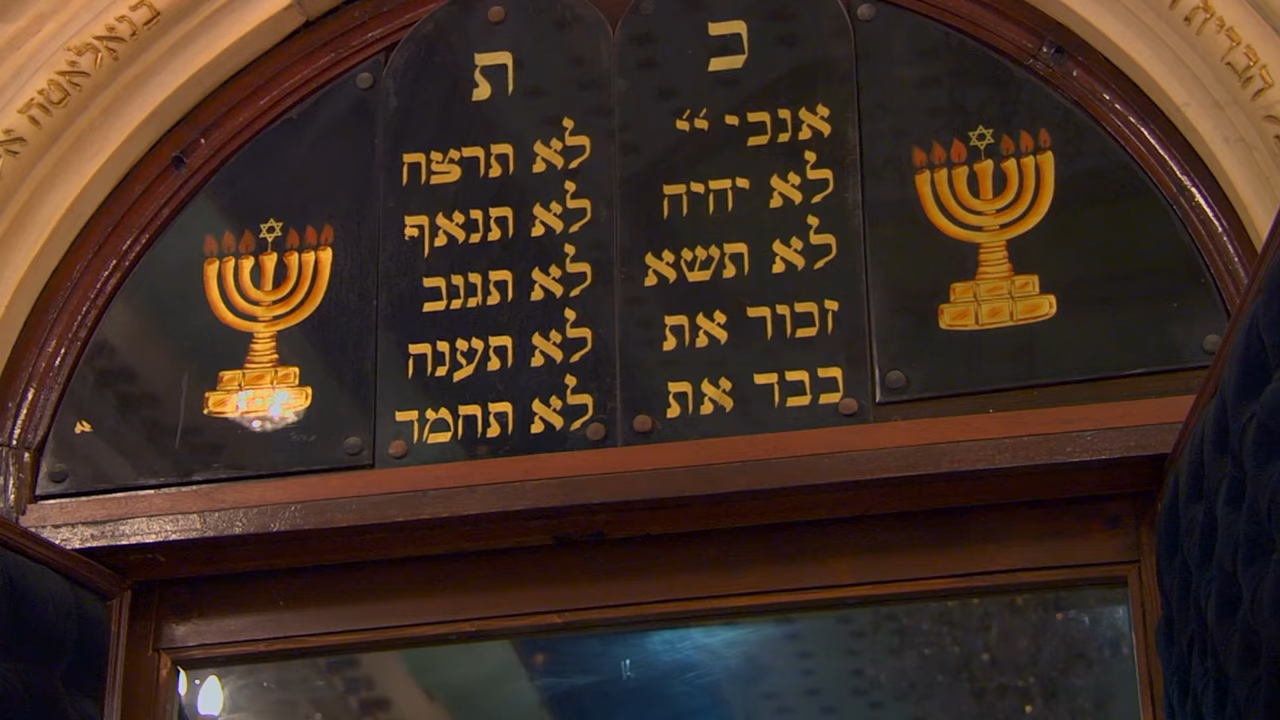 כ
אנכי יי
לא יהיה
לא תשא
זכור את
כבד את
ת
לא תרצח
לא תנאף
לא תגנב
לא תענה
לא תחמד